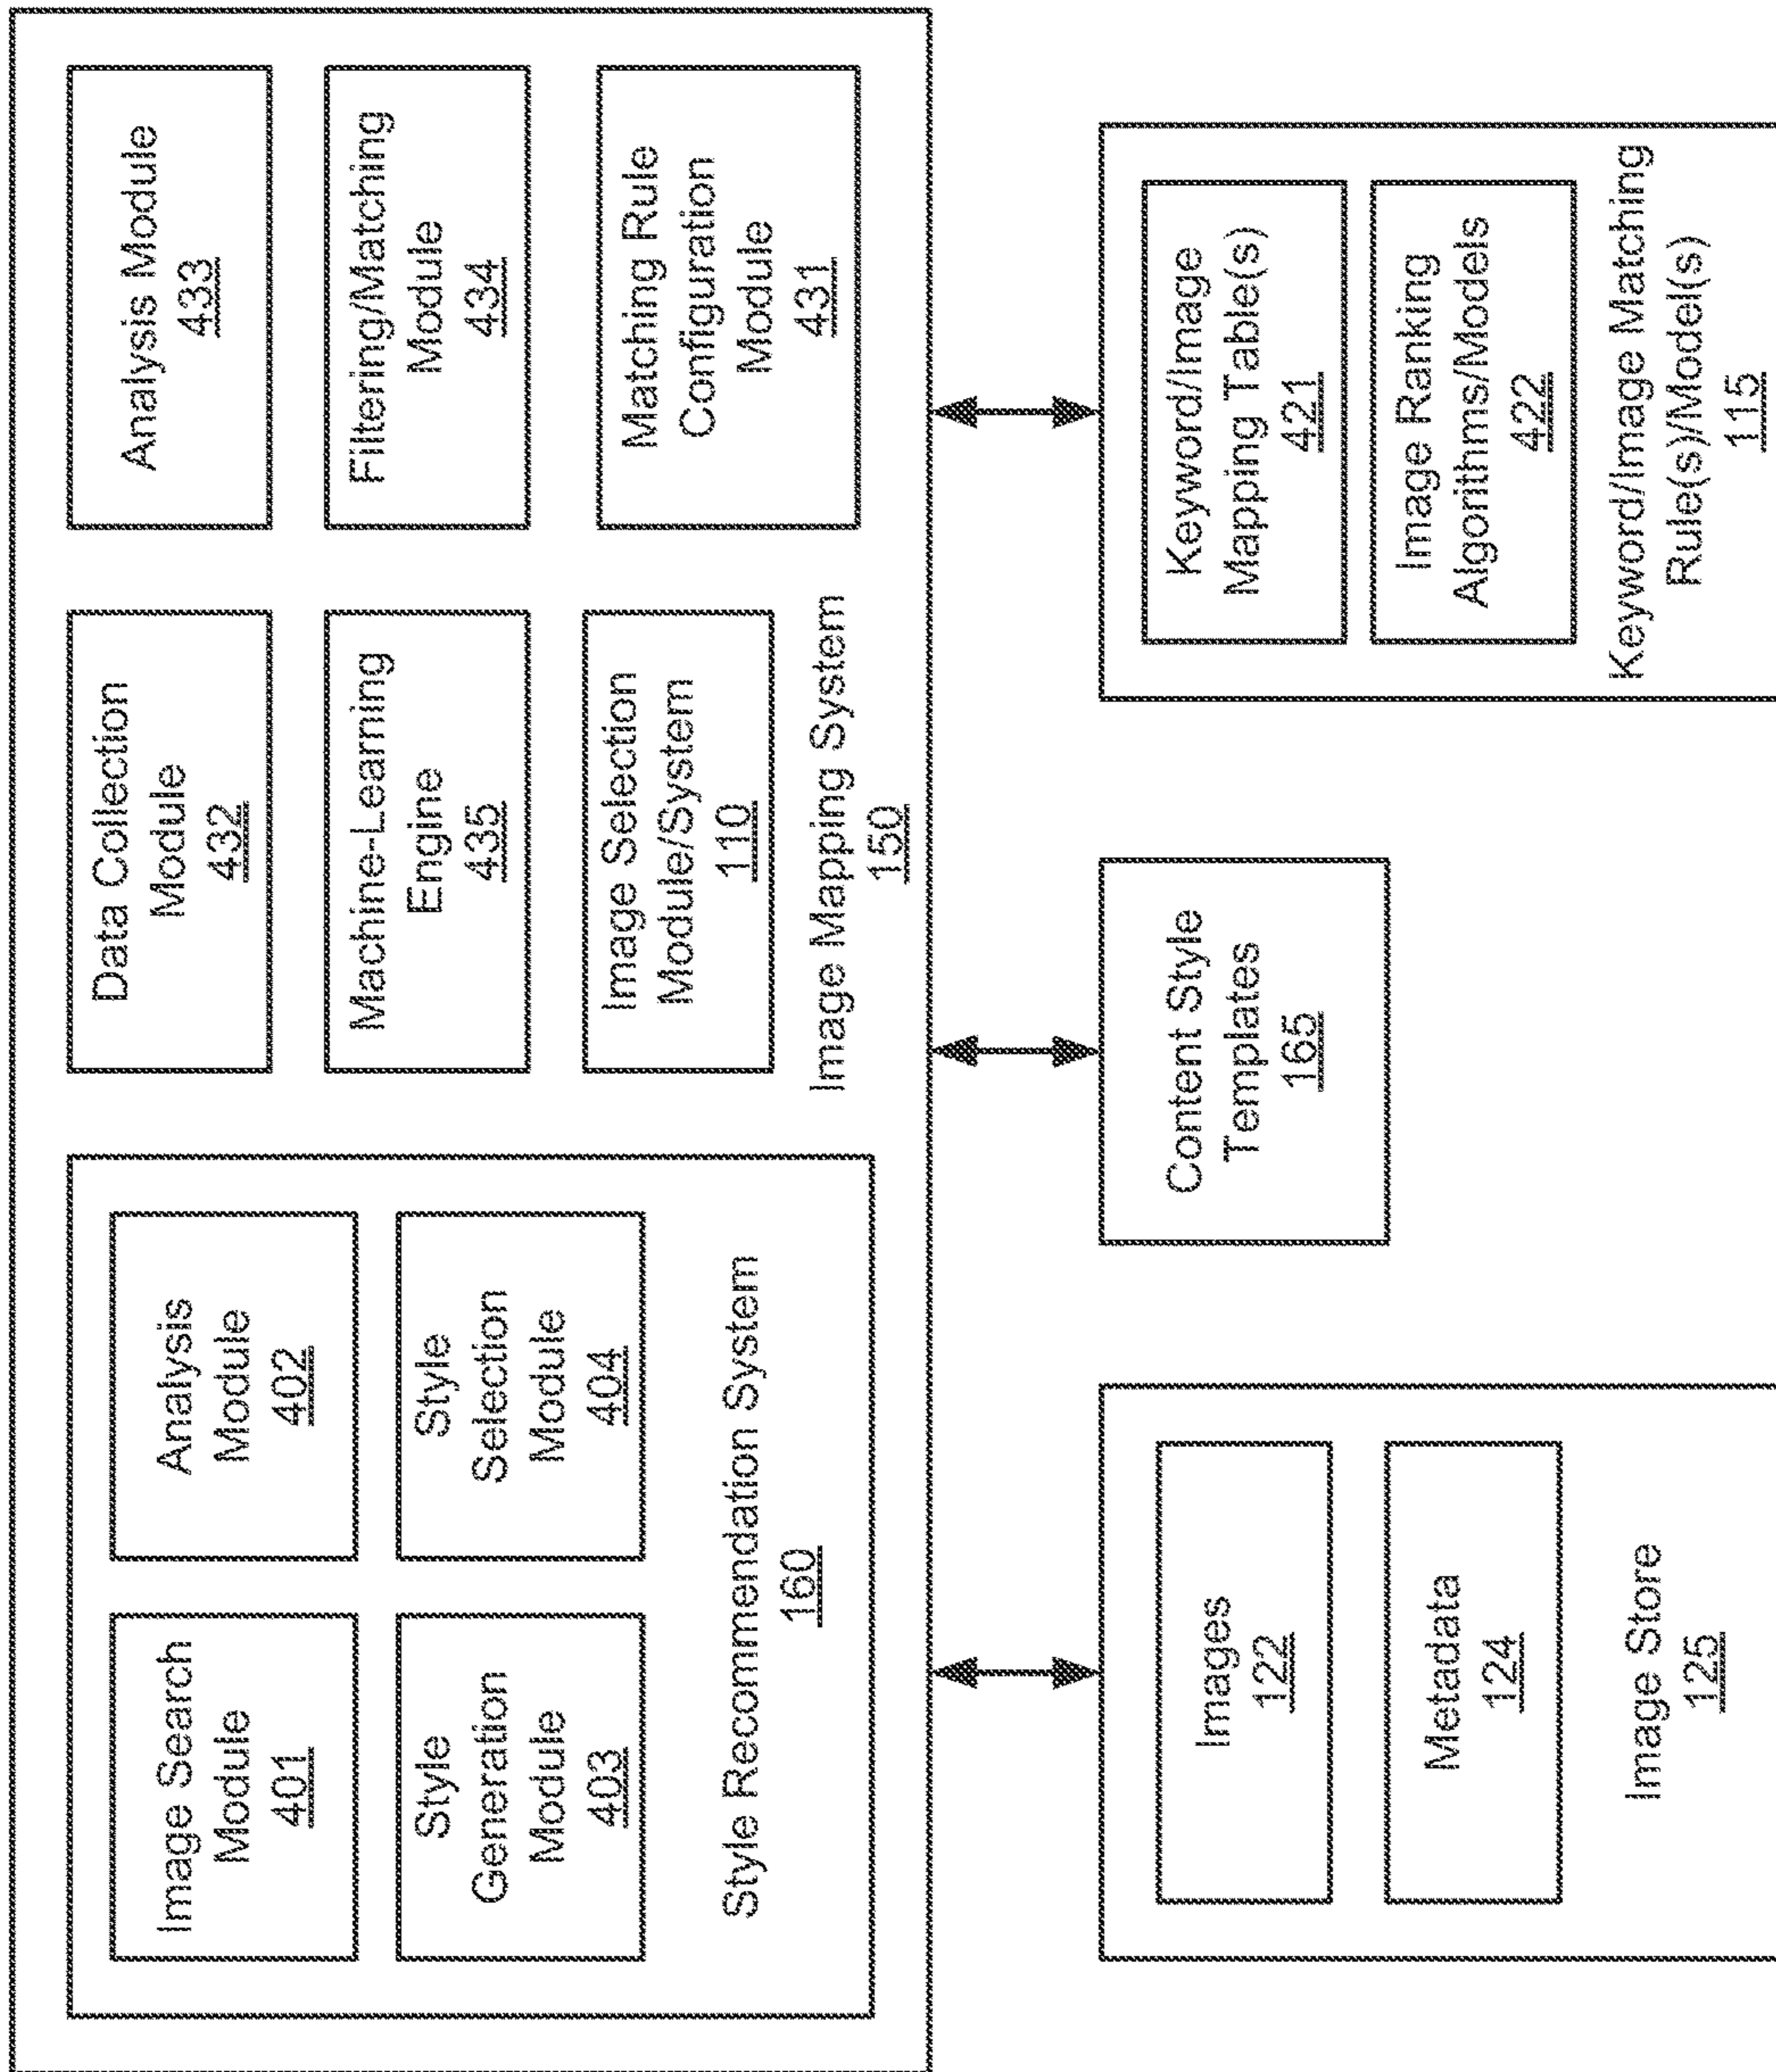 Image Search
Module
401
Analysis
Module
402
Style
Generation
Module
403
Style
Selection
Module
404
Style Recommendation System
160
Data Collection
Module
432
Analysis Module
433
Machine-Learning
Engine
435
Filtering/Matching
Module
434
Image Selection
Module/System
110
Matching Rule
Configuration
Module
431
Image Mapping System
150
Images
122
Metadata
124
Image Store
125
Content Style
Templates
165
Keyword/Image
Mapping Table(s)
421
Image Ranking
Algorithms/Models
422
Keyword/Image Matching
Rule(s)/Model(s)
115